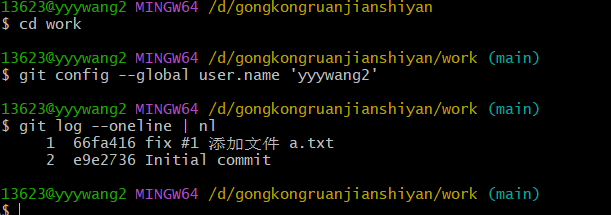 13623@yyywang2 MINGW64 /d/gongkongruanjianshiyan
$ cd work
13623@yyywang2 MINGW64 /d/gongkongruanjianshiyan/work (main)
$ git config --global user.name 'yyywang2'
13623@yyywang2 MINGW64 /d/gongkongruanjianshiyan/work (main)
$ git log --oneline | nl
1 66fa416 fix #1 添加文件 a.txt
2 e9e2736 Initial commit
13623@yyywang2 MINGW64 /d/gongkongruanjianshiyan/work (main)
$